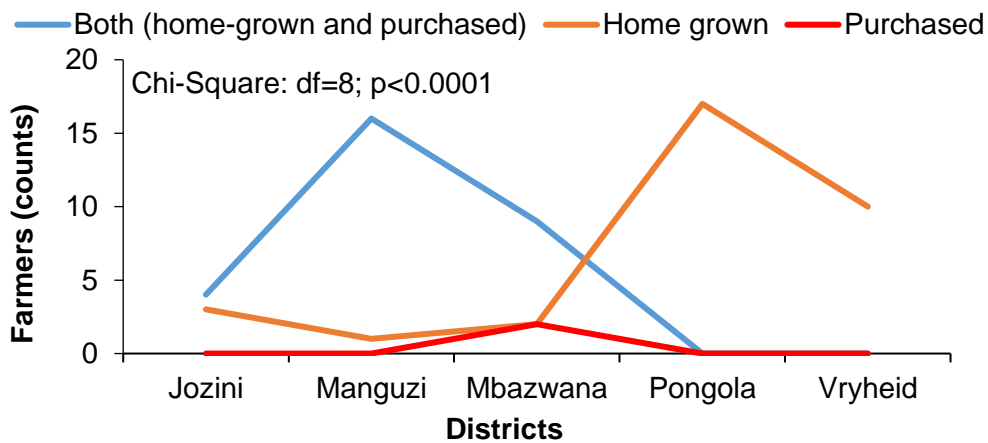 Both (home-grown and purchased) Home grown Purchased
20
Chi-Square: df=8; p<0.0001
15
10
5
0
Farmers (counts)
Jozini Manguzi Mbazwana Pongola Vryheid
Districts